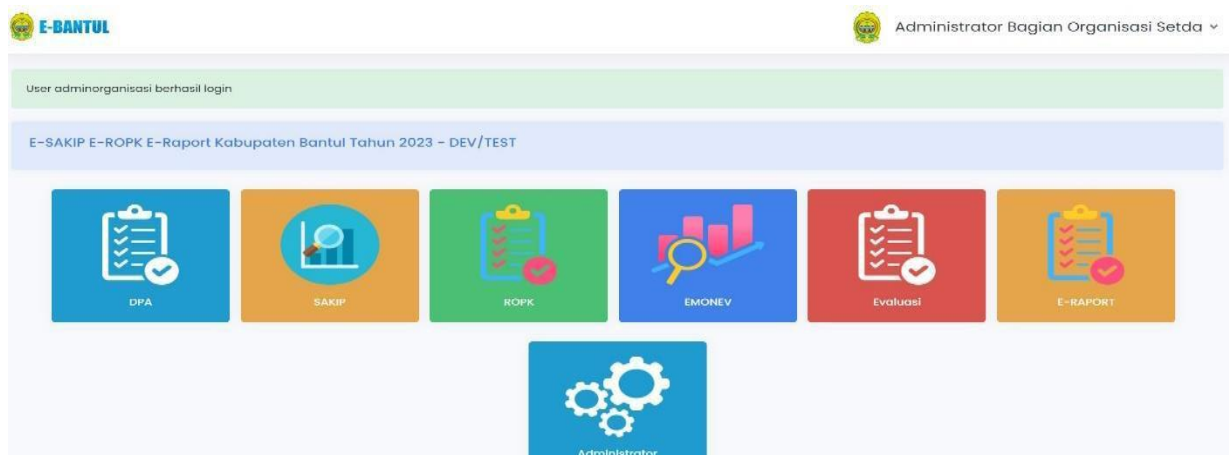 E-BANTUL
Administrator Bagian Organisasi Setda
User adminorganisasi berhasil login
E-SAKIP E-ROPK E-Raport Kabupaten Bantul Tahun 2023 - DEV/TEST
DPA
SAKIP
ROPK
EMONEV
Evaluasi
E-RAPORT
Administrator